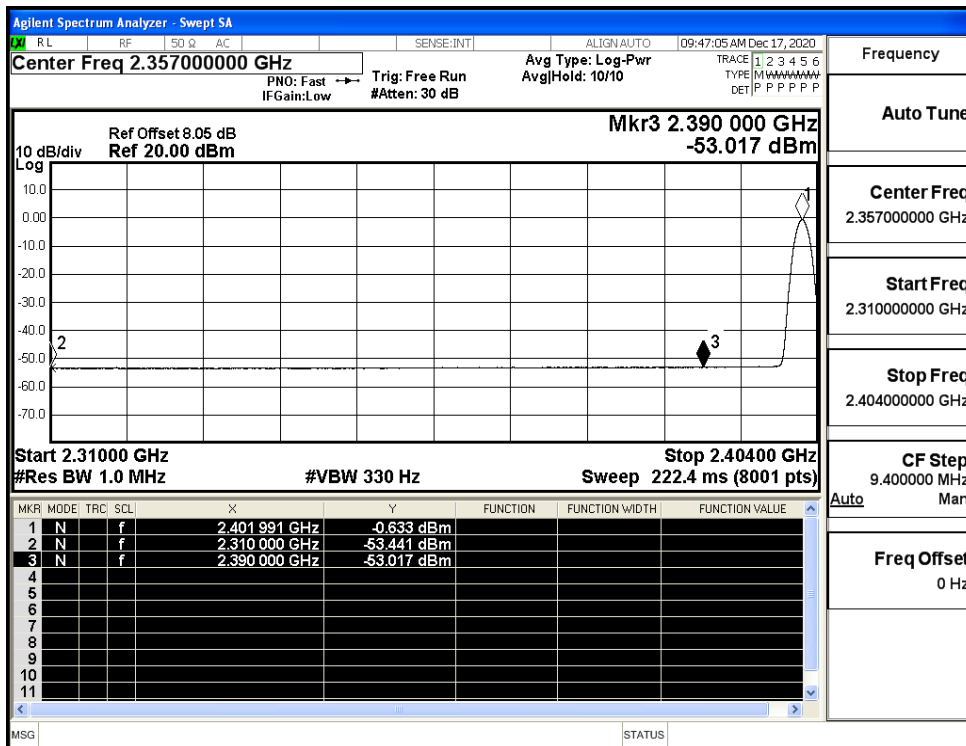 Agilent Spectrum Analyzer - Swept SA
LXI RL RF 50 Ω AC SENSE:INT ALIGN AUTO 09:47:05 AM Dec 17, 2020
Center Freq 2.357000000 GHz
PNO: Fast
IFGain:Low
Trig: Free Run
#Atten: 30 dB
Avg Type: Log-Pwr
Avg|Hold: 10/10
TRACE 1 2 3 4 5 6
TYPE M WWWWW
DET P P P P P P
Ref Offset 8.05 dB
10 dB/div Ref 20.00 dBm
Log
Mkr3 2.390 000 GHz
-53.017 dBm
10.0
0.00
-10.0
-20.0
-30.0
-40.0
-50.0
-60.0
-70.0
1
2
3
Start 2.31000 GHz Stop 2.40400 GHz
#Res BW 1.0 MHz #VBW 330 Hz Sweep 222.4 ms (8001 pts)
MKR MODE TRC SCL X Y FUNCTION FUNCTION WIDTH FUNCTION VALUE
1 N f 2.401 991 GHz -0.633 dBm
2 N f 2.310 000 GHz -53.441 dBm
3 N f 2.390 000 GHz -53.017 dBm
4
5
6
7
8
9
10
11
MSG STATUS
Frequency
Auto Tune
Center Freq
2.357000000 GHz
Start Freq
2.310000000 GHz
Stop Freq
2.404000000 GHz
CF Step
9.400000 MHz
Auto Man
Freq Offset
0 Hz